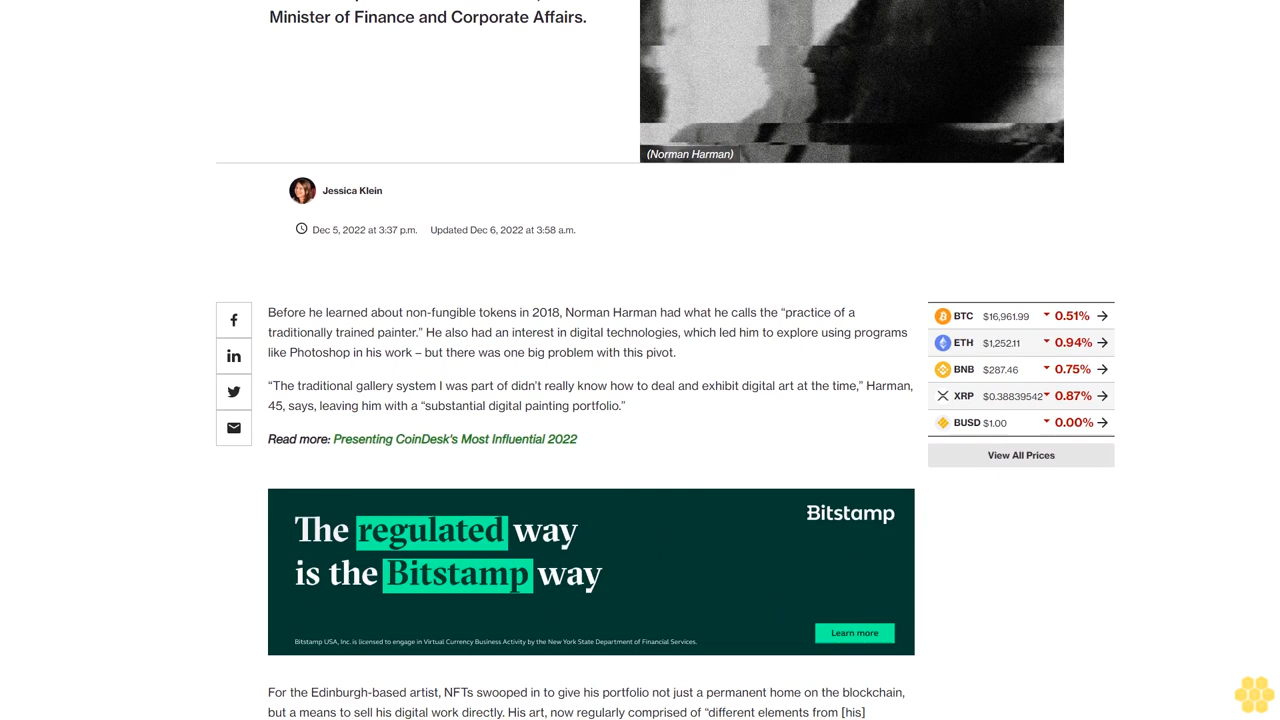 Minister of Finance and Corporate Affairs.
(Norman Harman)
Jessica Klein
Dec 5, 2022 at 3:37 p.m. Updated Dec 6, 2022 at 3:58 a.m.
Before he learned about non-fungible tokens in 2018, Norman Harman had what he calls the “practice of a
traditionally trained painter.” He also had an interest in digital technologies, which led him to explore using programs
like Photoshop in his work – but there was one big problem with this pivot.
“The traditional gallery system I was part of didn’t really know how to deal and exhibit digital art at the time,” Harman,
45, says, leaving him with a “substantial digital painting portfolio.”
Read more: Presenting CoinDesk's Most Influential 2022
BTC $16,961.99 0.51%
ETH $1,252.11 0.94%
BNB $287.46 0.75%
XRP $0.38839542 0.87%
BUSD $1.00 0.00%
View All Prices
Bitstamp
The regulated way
is the Bitstamp way
Bitstamp USA, Inc. is licensed to engage in Virtual Currency Business Activity by the New York State Department of Financial Services.
Learn more
For the Edinburgh-based artist, NFTs swooped in to give his portfolio not just a permanent home on the blockchain,
but a means to sell his digital work directly. His art, now regularly comprised of “different elements from [his]